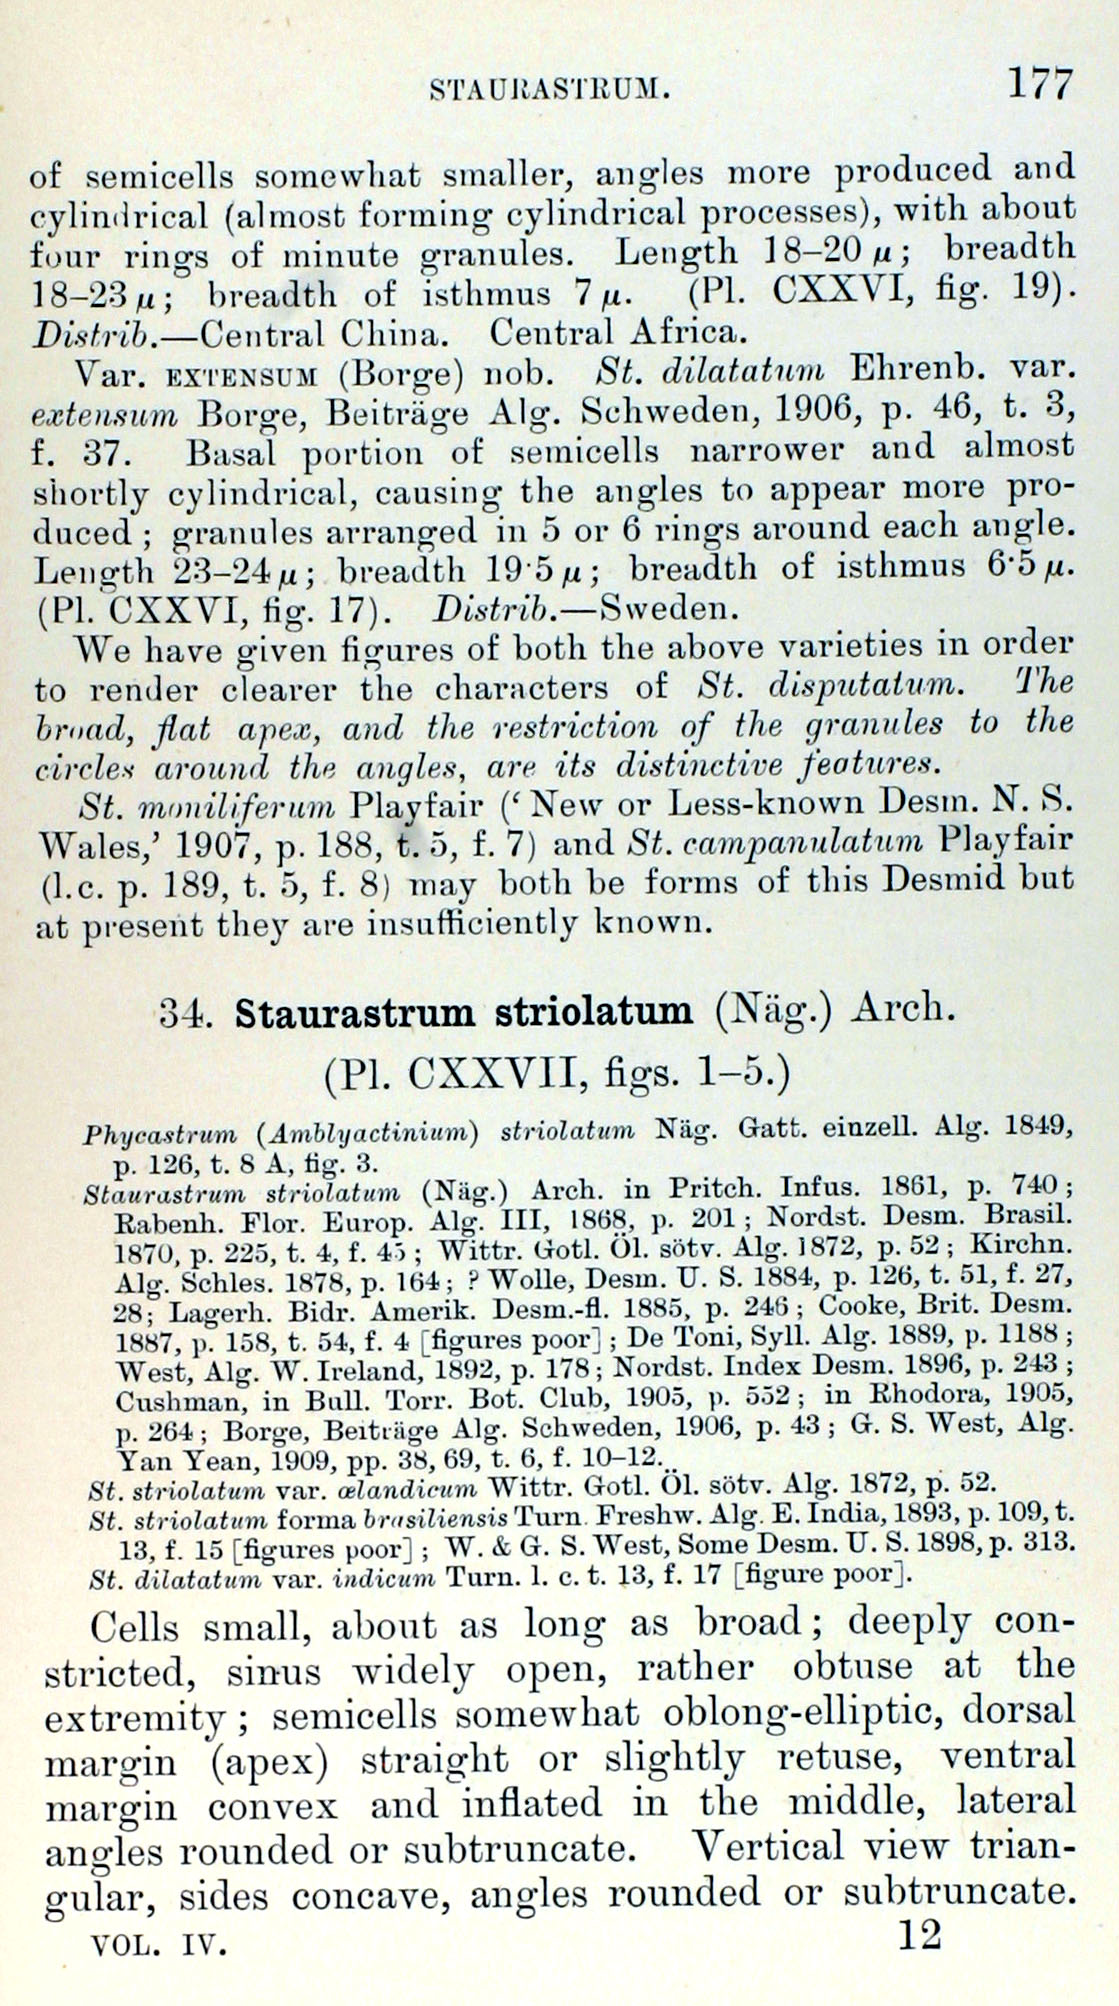 STAURASTRUM. 177
of semicells somewhat smaller, angles more produced and
cylindrical (almost forming cylindrical processes), with about
four rings of minute granules. Length 18–20 μ; breadth
18–23 μ; breadth of isthmus 7 μ. (Pl. CXXVI, fig. 19).
Distrib.—Central China. Central Africa.
Var. EXTENSUM (Borge) nob. St. dilatatum Ehrenb. var.
extensum Borge, Beiträge Alg. Schweden, 1906, p. 46, t. 3,
f. 37. Basal portion of semicells narrower and almost
shortly cylindrical, causing the angles to appear more pro-
duced; granules arranged in 5 or 6 rings around each angle.
Length 23–24 μ; breadth 19·5 μ; breadth of isthmus 6·5 μ.
(Pl. CXXVI, fig. 17). Distrib.—Sweden.
We have given figures of both the above varieties in order
to render clearer the characters of St. disputatum. The
broad, flat apex, and the restriction of the granules to the
circles around the angles, are its distinctive features.
St. moniliferum Playfair (‘New or Less-known Desm. N. S.
Wales,’ 1907, p. 188, t. 5, f. 7) and St. campanulatum Playfair
(l.c. p. 189, t. 5, f. 8) may both be forms of this Desmid but
at present they are insufficiently known.
34. Staurastrum striolatum (Näg.) Arch.
(Pl. CXXVII, figs. 1–5.)
Phycastrum (Amblyactinium) striolatum Näg. Gatt. einzell. Alg. 1849,
p. 126, t. 8 A, fig. 3.
Staurastrum striolatum (Näg.) Arch. in Pritch. Infus. 1861, p. 740;
Rabenh. Flor. Europ. Alg. III, 1868, p. 201; Nordst. Desm. Brasil.
1870, p. 225, t. 4, f. 45; Wittr. Gotl. Öl. sötv. Alg. 1872, p. 52; Kirchn.
Alg. Schles. 1878, p. 164; ? Wolle, Desm. U. S. 1884, p. 126, t. 51, f. 27,
28; Lagerh. Bidr. Amerik. Desm.-fl. 1885, p. 246; Cooke, Brit. Desm.
1887, p. 158, t. 54, f. 4 [figures poor]; De Toni, Syll. Alg. 1889, p. 1188;
West, Alg. W. Ireland, 1892, p. 178; Nordst. Index Desm. 1896, p. 243;
Cushman, in Bull. Torr. Bot. Club, 1905, p. 552; in Rhodora, 1905,
p. 264; Borge, Beiträge Alg. Schweden, 1906, p. 43; G. S. West, Alg.
Yan Yean, 1909, pp. 38, 69, t. 6, f. 10–12.
St. striolatum var. œlandicum Wittr. Gotl. Öl. sötv. Alg. 1872, p. 52.
St. striolatum forma brasiliensis Turn. Freshw. Alg. E. India, 1893, p. 109, t.
13, f. 15 [figures poor]; W. & G. S. West, Some Desm. U. S. 1898, p. 313.
St. dilatatum var. indicum Turn. l. c. t. 13, f. 17 [figure poor].
Cells small, about as long as broad; deeply con-
stricted, sinus widely open, rather obtuse at the
extremity; semicells somewhat oblong-elliptic, dorsal
margin (apex) straight or slightly retuse, ventral
margin convex and inflated in the middle, lateral
angles rounded or subtruncate. Vertical view trian-
gular, sides concave, angles rounded or subtruncate.
VOL. IV. 12